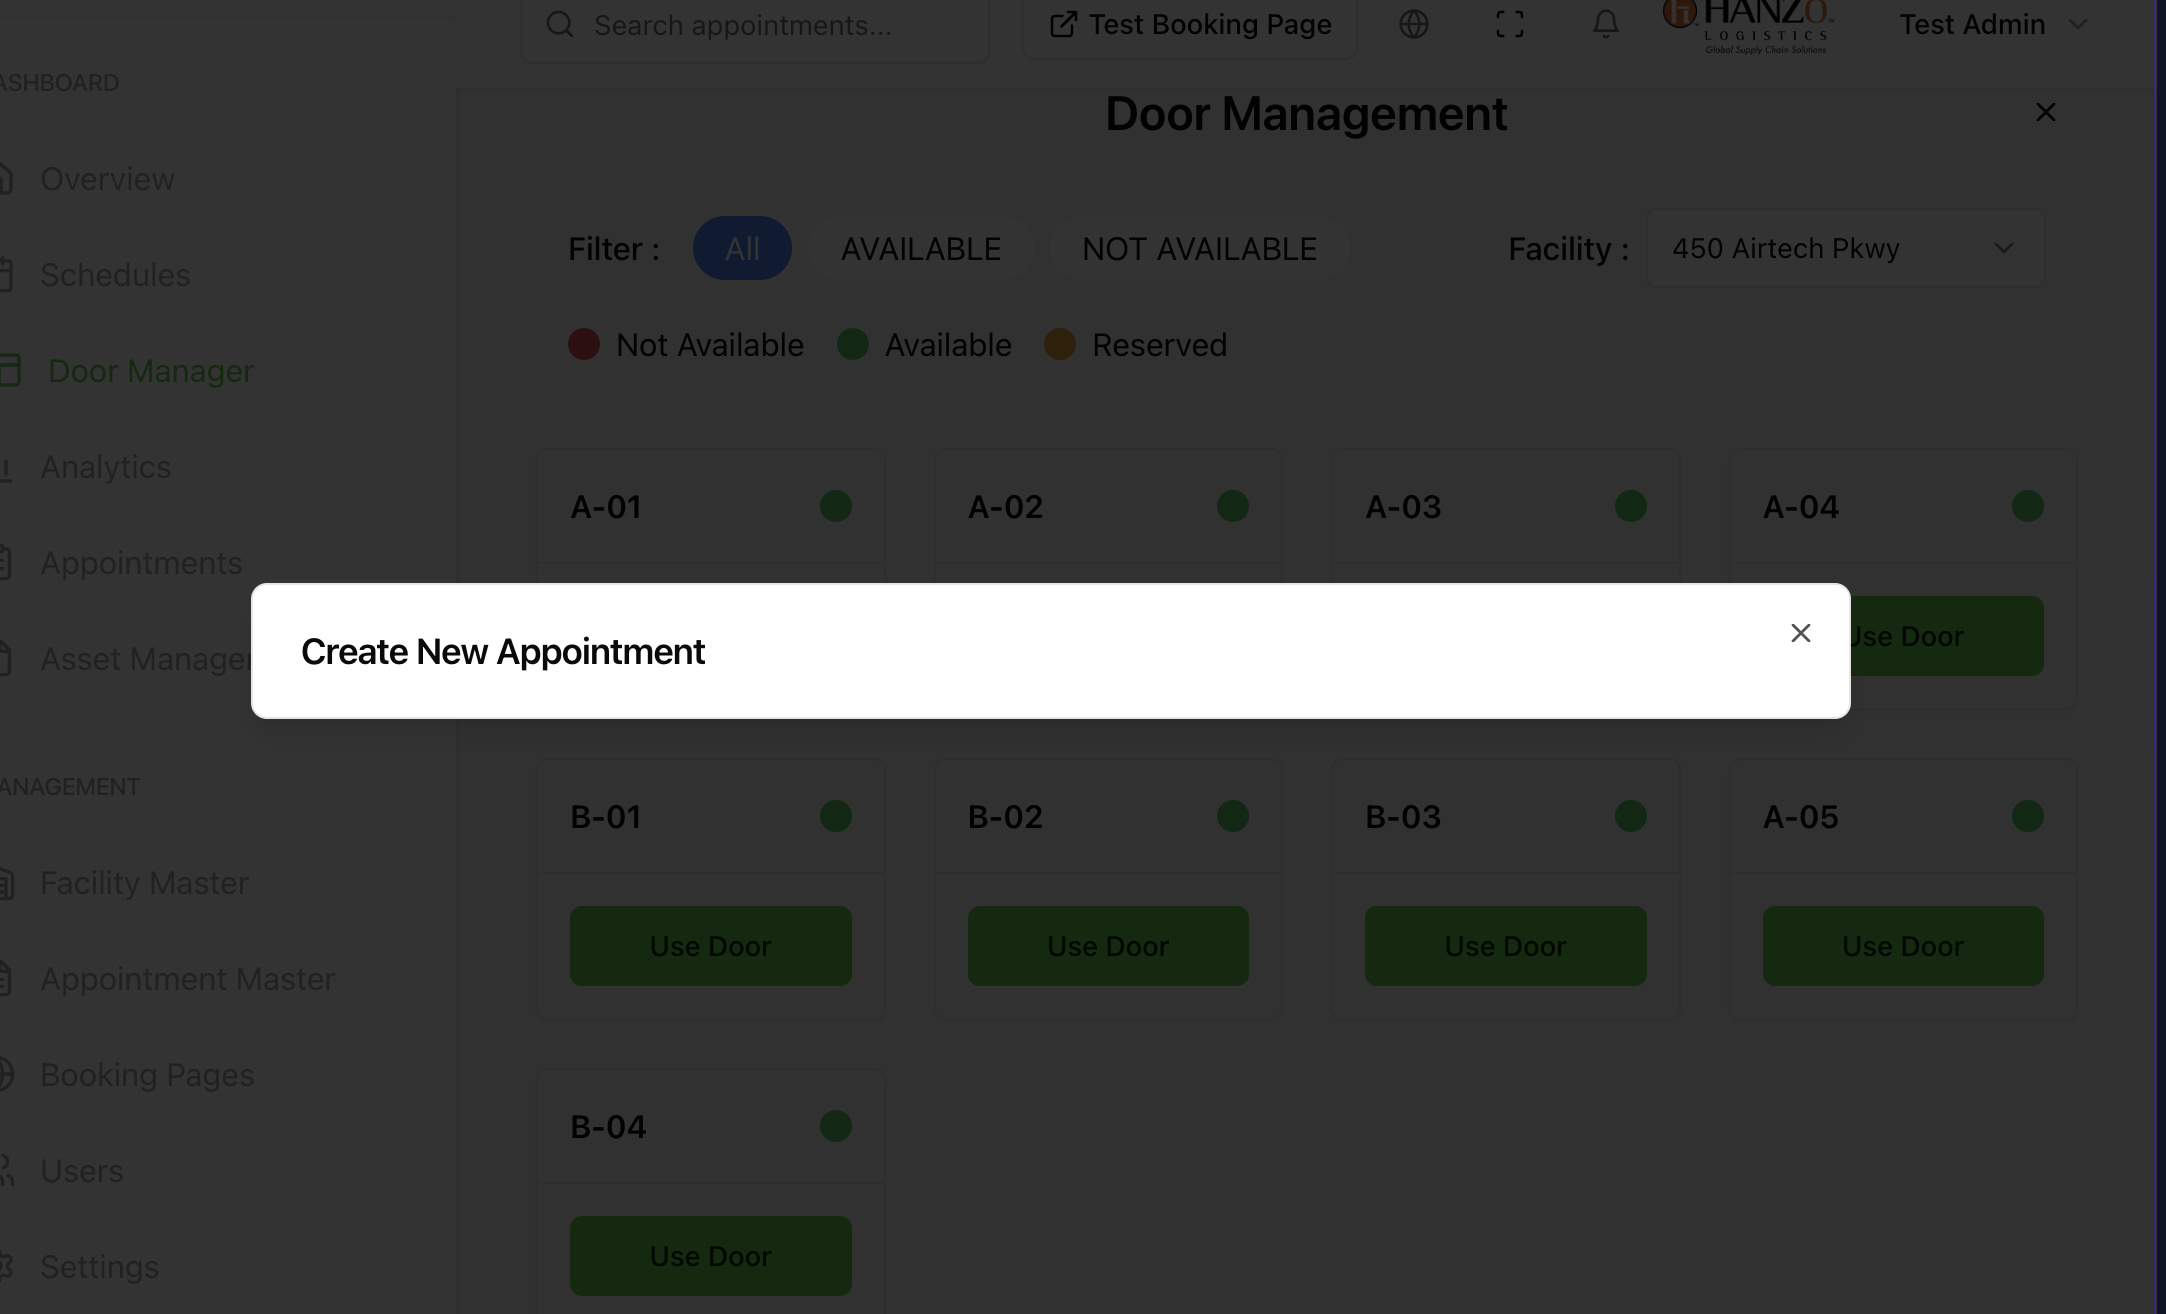 Search appointments...
Test Booking Page
HANZO
LOGISTICS
Global Supply Chain Solutions
Test Admin
ASHBOARD
Overview
Schedules
Door Manager
Analytics
Appointments
Asset Manager
ANAGEMENT
Facility Master
Appointment Master
Booking Pages
Users
Settings
Door Management
Filter :
All
AVAILABLE
NOT AVAILABLE
Facility :
450 Airtech Pkwy
Not Available
Available
Reserved
A-01
A-02
A-03
A-04
Use Door
Create New Appointment
B-01
B-02
B-03
A-05
Use Door
Use Door
Use Door
Use Door
B-04
Use Door